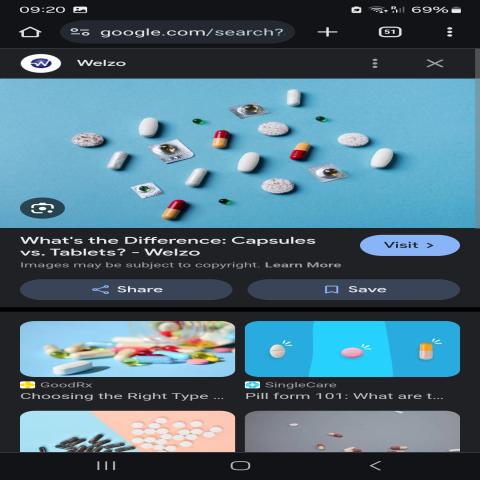 09:20
69%
google.com/search?
51
Welzo
What's the Difference: Capsules
vs. Tablets? - Welzo
Visit >
Images may be subject to copyright. Learn More
Share
Save
GoodRx
Choosing the Right Type ...
SingleCare
Pill form 101: What are t...